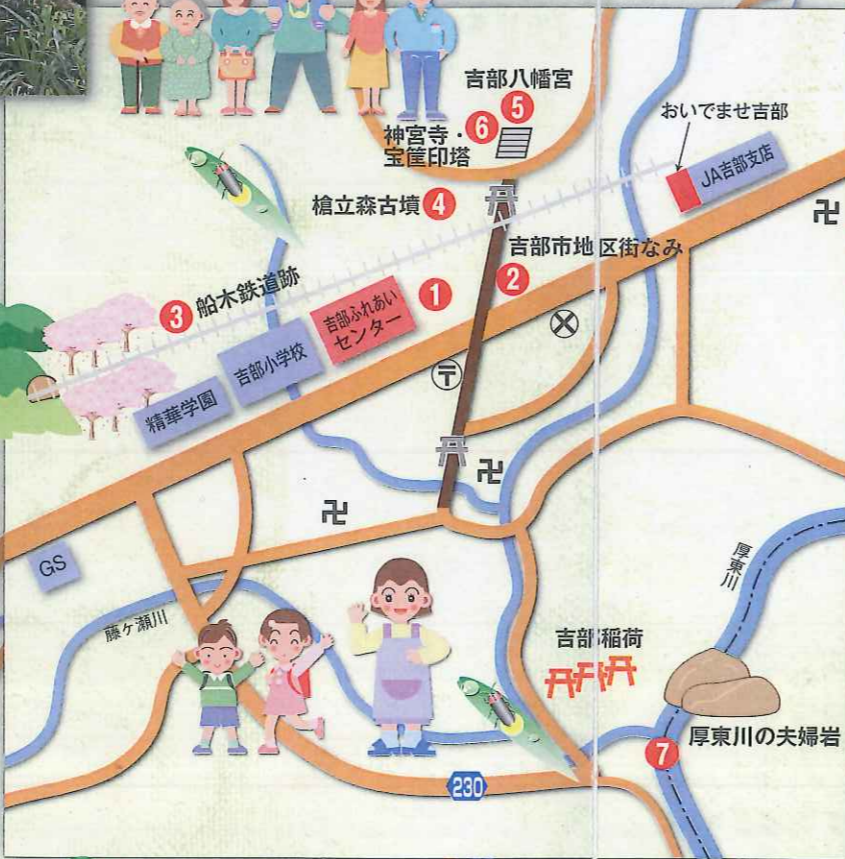 吉部八幡宮
5
6
神宮寺・
宝筺印塔
おいでませ吉部
JA吉部支店
槍立森古墳
4
吉部市地区街なみ
2
1
3
船木鉄道跡
吉部ふれあい
センター
吉部小学校
精華学園
〒
卍
卍
卍
GS
藤ヶ瀬川
厚東川
吉部稲荷
7
厚東川の夫婦岩
230